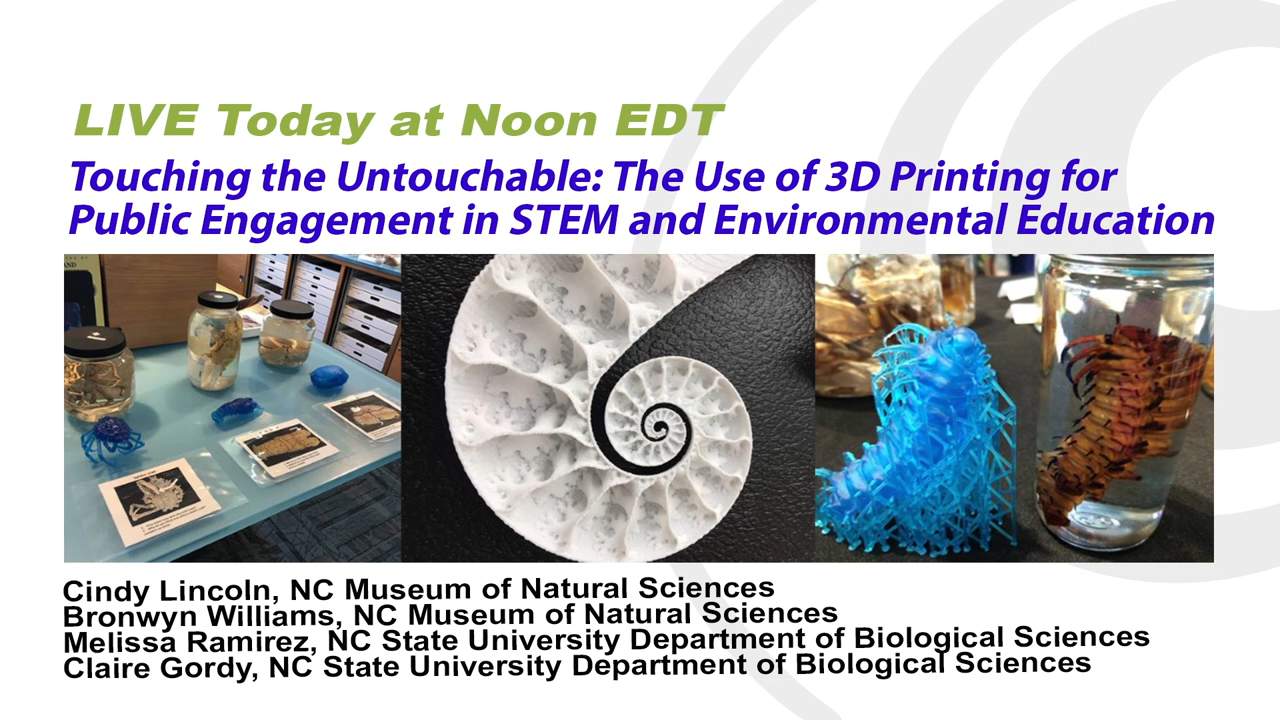 LIVE Today at Noon EDT
Touching the Untouchable: The Use of 3D Printing for
Public Engagement in STEM and Environmental Education
Cindy Lincoln, NC Museum of Natural Sciences
Bronwyn Williams, NC Museum of Natural Sciences
Melissa Ramirez, NC State University Department of Biological Sciences
Claire Gordy, NC State University Department of Biological Sciences